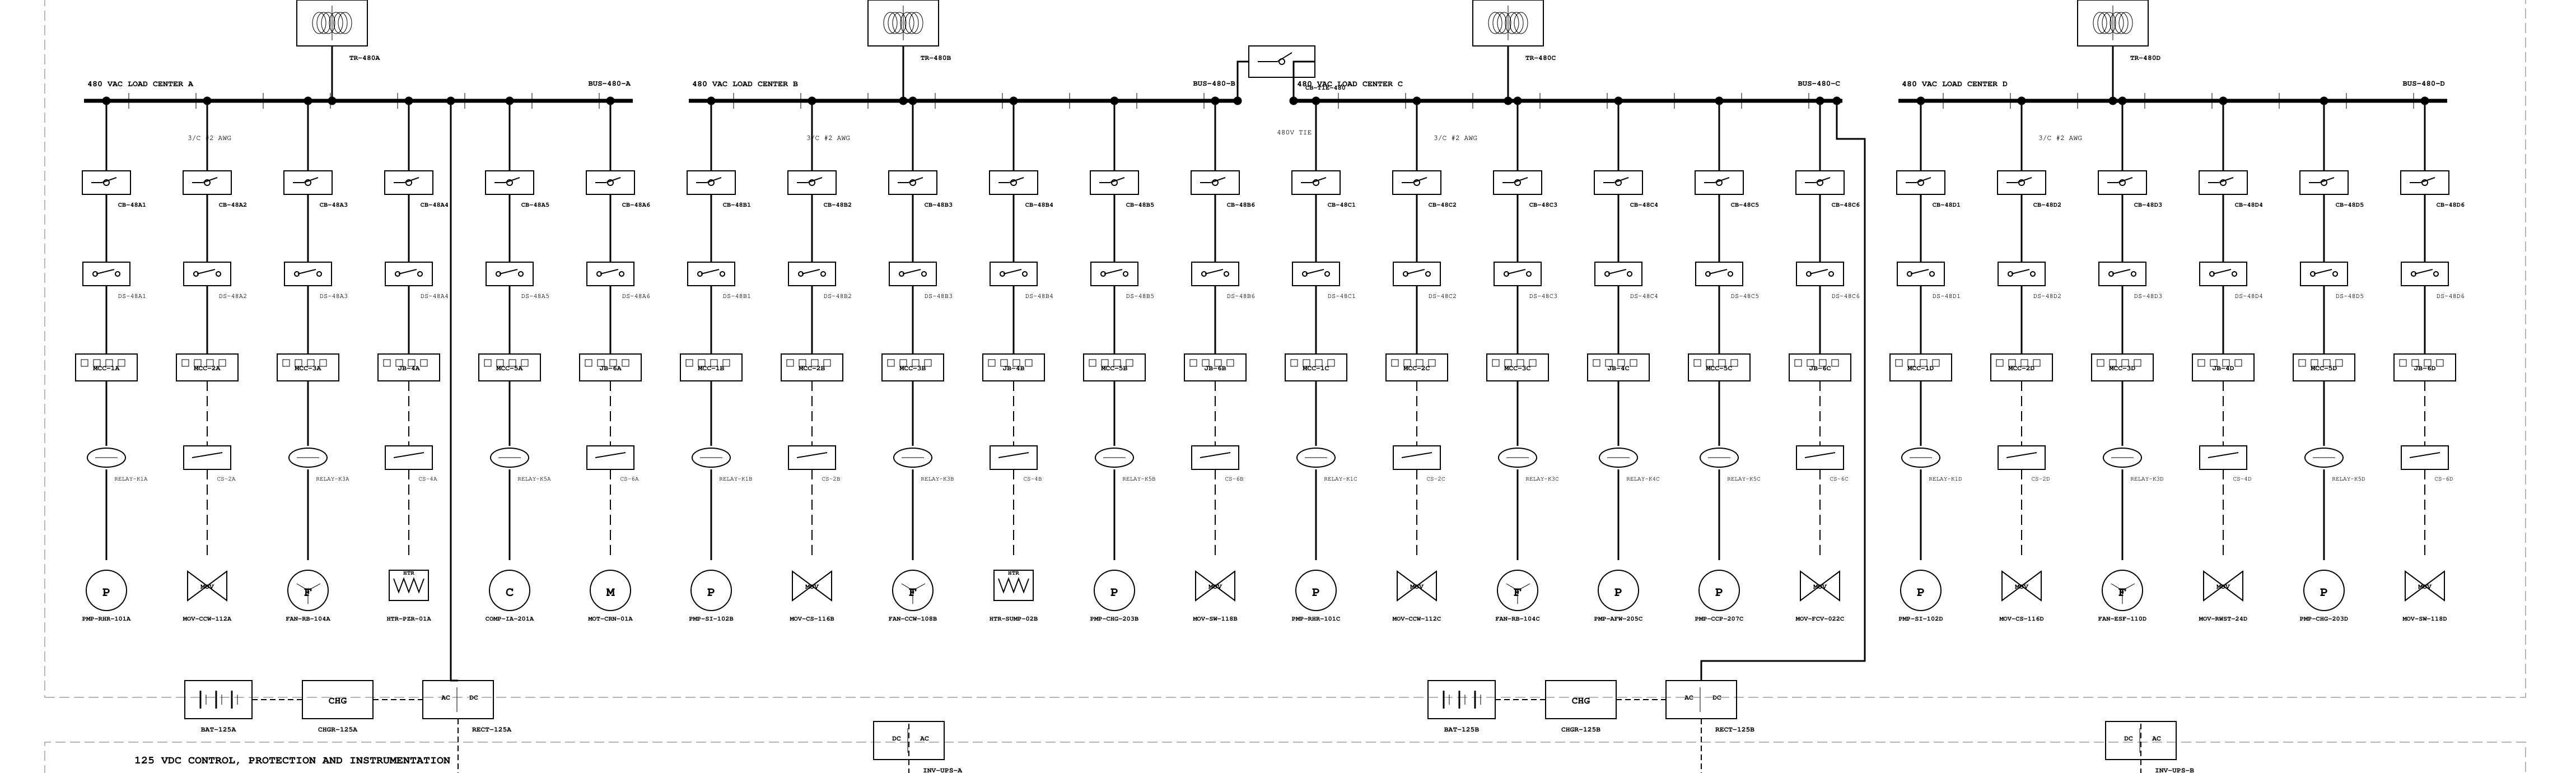 TR-480A
TR-480B
TR-480C
TR-480D
480 VAC LOAD CENTER A
BUS-480-A
480 VAC LOAD CENTER B
BUS-480-B
480 VAC LOAD CENTER C
CB-TIE-480
BUS-480-C
480 VAC LOAD CENTER D
BUS-480-D
3/C #2 AWG
3/C #2 AWG
480V TIE
3/C #2 AWG
3/C #2 AWG
CB-48A1
CB-48A2
CB-48A3
CB-48A4
CB-48A5
CB-48A6
CB-48B1
CB-48B2
CB-48B3
CB-48B4
CB-48B5
CB-48B6
CB-48C1
CB-48C2
CB-48C3
CB-48C4
CB-48C5
CB-48C6
CB-48D1
CB-48D2
CB-48D3
CB-48D4
CB-48D5
CB-48D6
DS-48A1
DS-48A2
DS-48A3
DS-48A4
DS-48A5
DS-48A6
DS-48B1
DS-48B2
DS-48B3
DS-48B4
DS-48B5
DS-48B6
DS-48C1
DS-48C2
DS-48C3
DS-48C4
DS-48C5
DS-48C6
DS-48D1
DS-48D2
DS-48D3
DS-48D4
DS-48D5
DS-48D6
MCC-1A
MCC-2A
MCC-3A
JB-4A
MCC-5A
JB-6A
MCC-1B
MCC-2B
MCC-3B
JB-4B
MCC-5B
JB-6B
MCC-1C
MCC-2C
MCC-3C
JB-4C
MCC-5C
JB-6C
MCC-1D
MCC-2D
MCC-3D
JB-4D
MCC-5D
JB-6D
RELAY-K1A
CS-2A
RELAY-K3A
CS-4A
RELAY-K5A
CS-6A
RELAY-K1B
CS-2B
RELAY-K3B
CS-4B
RELAY-K5B
CS-6B
RELAY-K1C
CS-2C
RELAY-K3C
RELAY-K4C
RELAY-K5C
CS-6C
RELAY-K1D
CS-2D
RELAY-K3D
CS-4D
RELAY-K5D
CS-6D
P
MOV
F
HTR
C
M
P
MOV
F
HTR
P
MOV
P
MOV
F
P
P
MOV
P
MOV
F
MOV
P
MOV
PMP-RHR-101A
MOV-CCW-112A
FAN-RB-104A
HTR-PZR-01A
COMP-IA-201A
MOT-CRN-01A
PMP-SI-102B
MOV-CS-116B
FAN-CCW-108B
HTR-SUMP-02B
PMP-CHG-203B
MOV-SW-118B
PMP-RHR-101C
MOV-CCW-112C
FAN-RB-104C
PMP-AFW-205C
PMP-CCP-207C
MOV-FCV-022C
PMP-SI-102D
MOV-CS-116D
FAN-ESF-110D
MOV-RWST-24D
PMP-CHG-203D
MOV-SW-118D
CHG
AC DC
CHG
AC DC
BAT-125A
CHGR-125A
RECT-125A
BAT-125B
CHGR-125B
RECT-125B
DC AC
DC AC
125 VDC CONTROL, PROTECTION AND INSTRUMENTATION
INV-UPS-A
INV-UPS-B